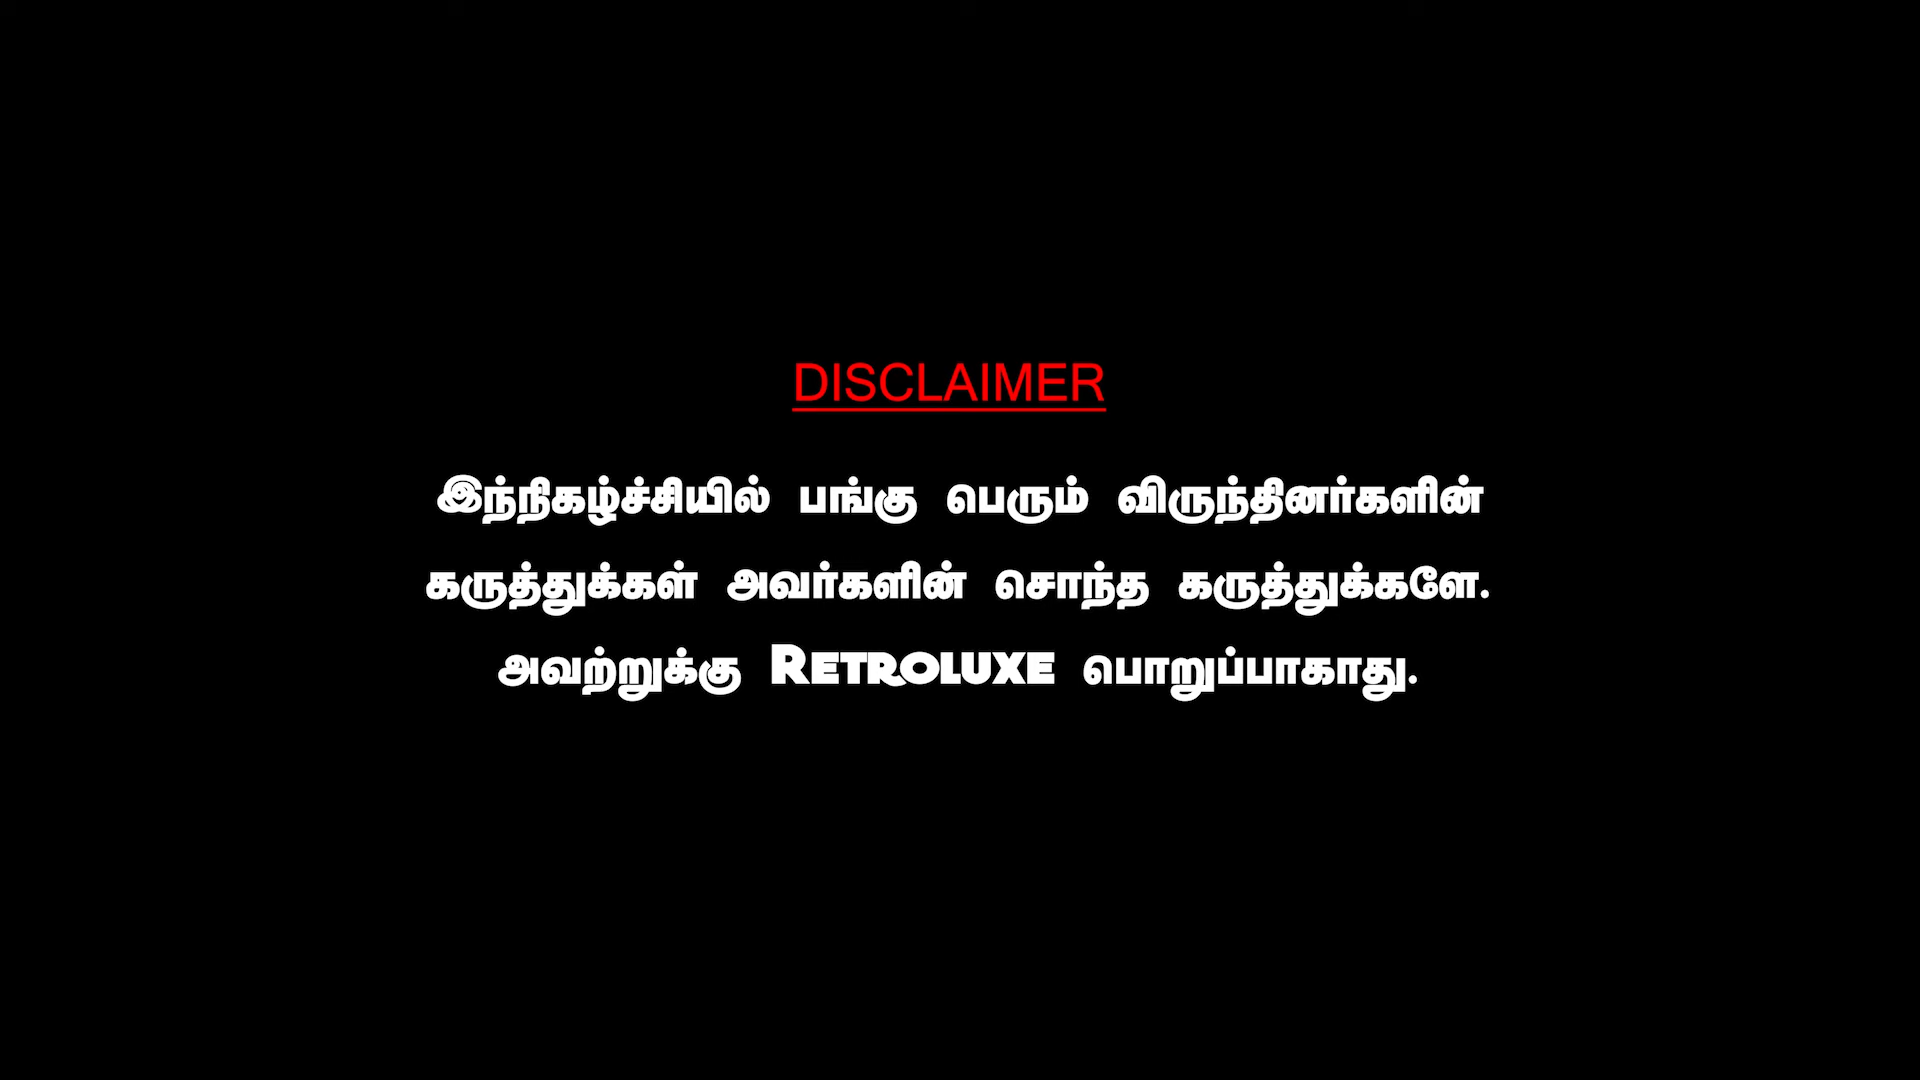 DISCLAIMER
இந்நிகழ்ச்சியில் பங்கு பெரும் விருந்தினர்களின்
கருத்துக்கள் அவர்களின் சொந்த கருத்துக்களே.
அவற்றுக்கு RETROLUXE பொறுப்பாகாது.